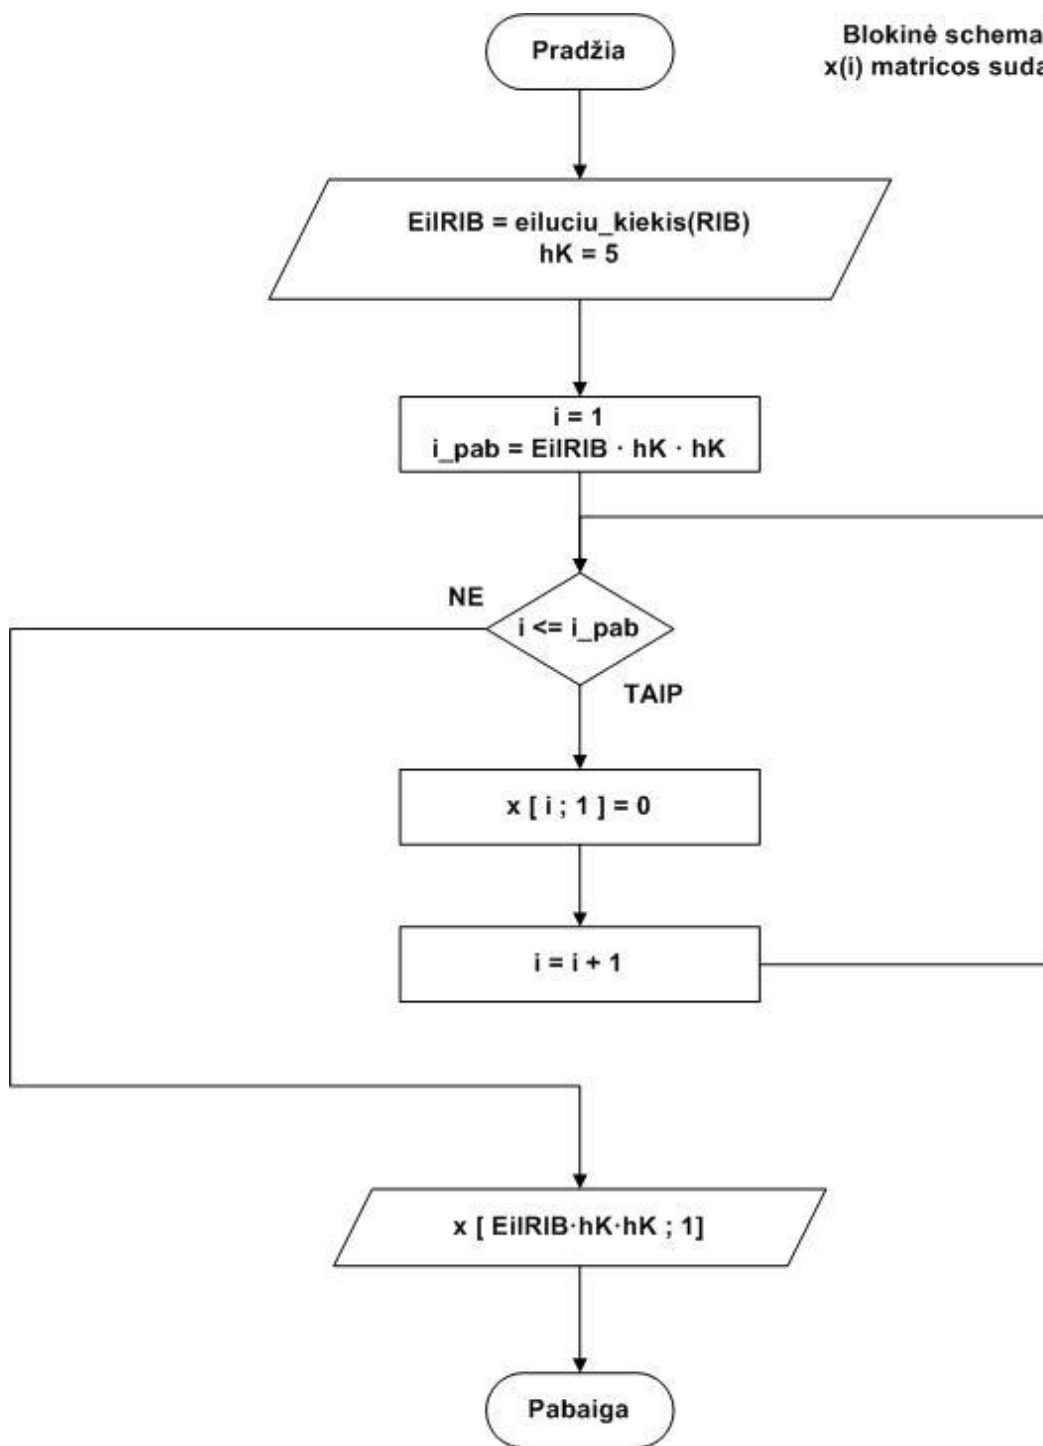 Pradžia
Blokinė schema
x(i) matricos
EilRIB = eiluciu_kiekis(RIB)
hK = 5
i = 1
i_pab = EilRIB · hK · hK
NE
i <= i_pab
TAIP
x [ i ; 1 ] = 0
i = i + 1
x [ EilRIB·hK·hK ; 1]
Pabaiga